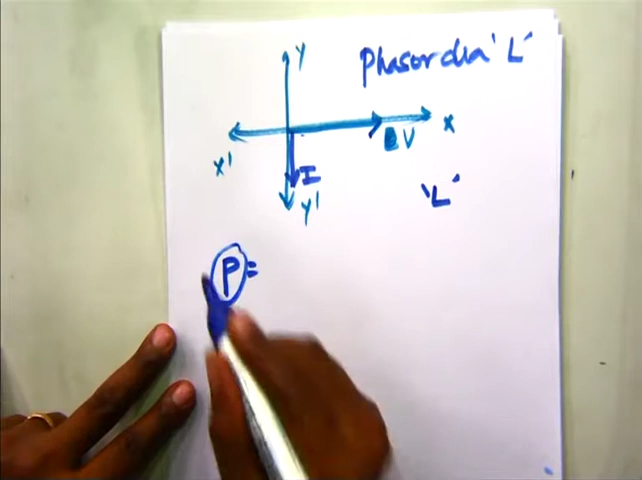 Phasor dia 'L'
Y
X
V
X'
I
Y'
'L'
P =